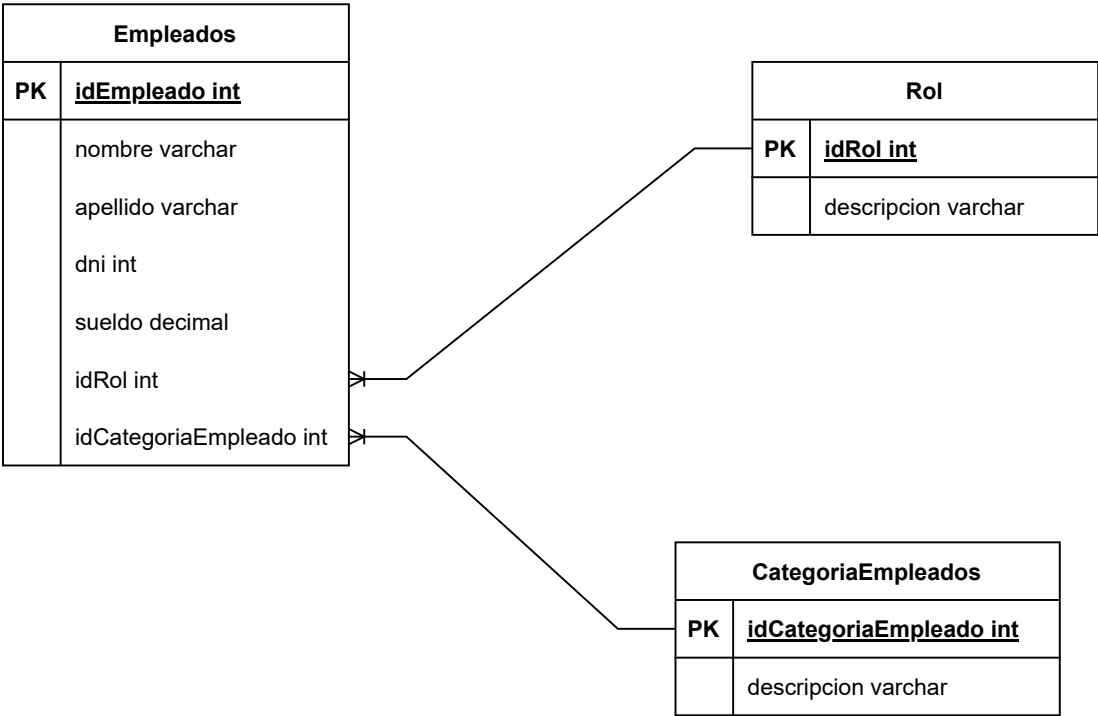 Empleados
PK idEmpleado int
nombre varchar
apellido varchar
dni int
sueldo decimal
idRol int
idCategoriaEmpleado int
Rol
PK idRol int
descripcion varchar
CategoriaEmpleados
PK idCategoriaEmpleado int
descripcion varchar